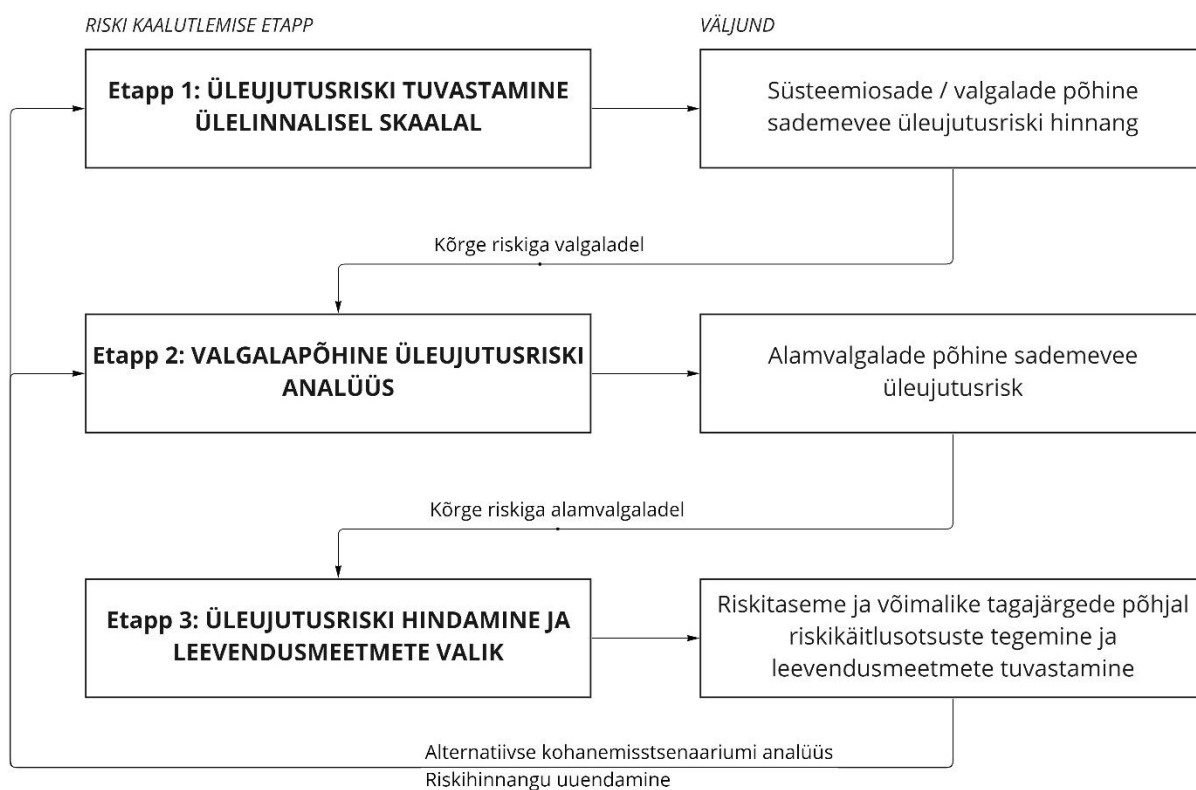 RISKI KAALUTLEMISE ETAPP
VÄLJUND
Etapp 1: ÜLEUJUTUSRISKI TUVASTAMINE
ÜLELINNALISEL SKAALAL
Süsteemiosade / valgalade põhine
sademevee üleujutusriski hinnang
Kõrge riskiga valgaladel
Etapp 2: VALGALAPÕHINE ÜLEUJUTUSRISKI
ANALÜÜS
Alamvalgalade põhine sademevee
üleujutusrisk
Kõrge riskiga alamvalgaladel
Etapp 3: ÜLEUJUTUSRISKI HINDAMINE JA
LEEVENDUSMEETMETE VALIK
Riskitaseme ja võimalike tagajärgede põhjal
riskikäitlusotsuste tegemine ja
leevendusmeetmete tuvastamine
Alternatiivse kohanemisstsenaariumi analüüs
Riskihinnangu uuendamine